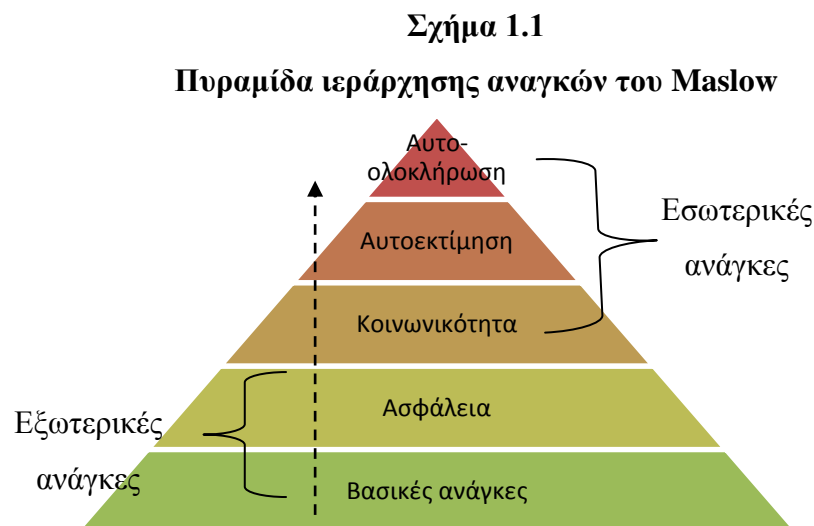 Σχήμα 1.1
Πυραμίδα ιεράρχησης αναγκών του Maslow
Αυτο-
ολοκλήρωση
Αυτοεκτίμηση
Κοινωνικότητα
Εσωτερικές
ανάγκες
Ασφάλεια
Βασικές ανάγκες
Εξωτερικές
ανάγκες